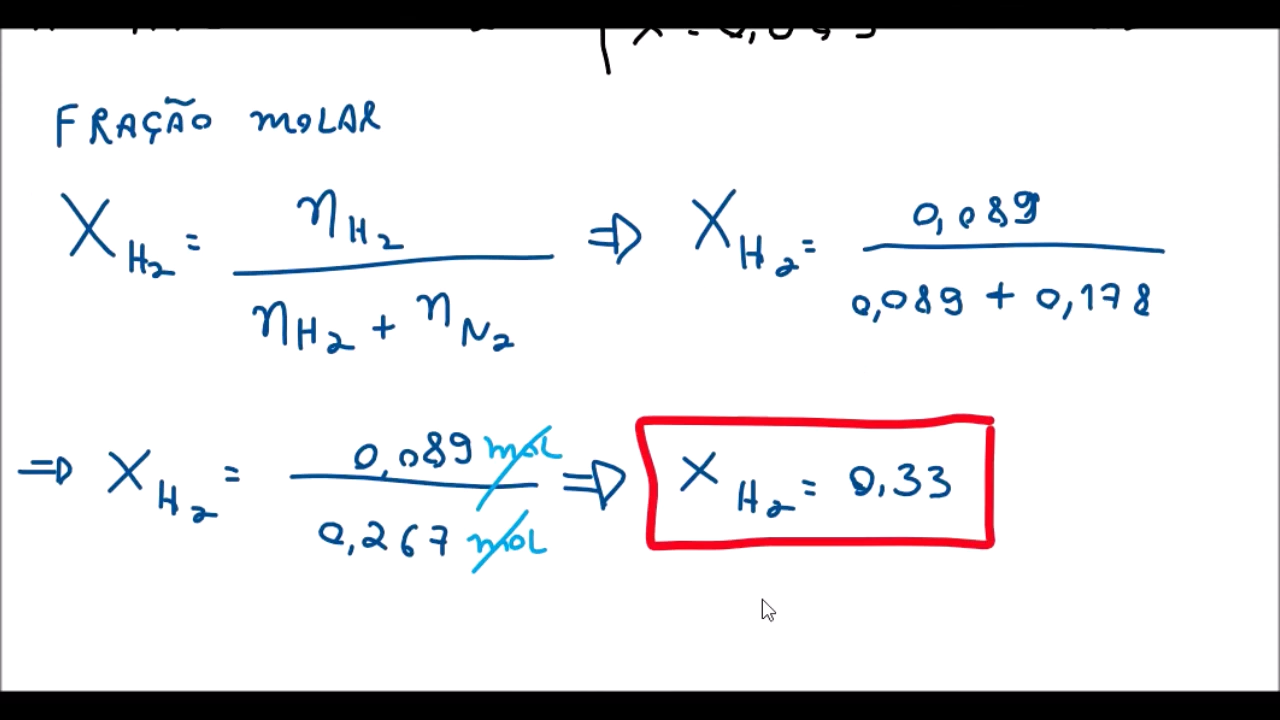 FRAÇÃO MOLAR
X_H₂ = n_H₂ / (n_H₂ + n_N₂) ⇒ X_H₂ = 0,089 / (0,089 + 0,178)
⇒ X_H₂ = 0,089 mol / 0,267 mol ⇒ X_H₂ = 0,33